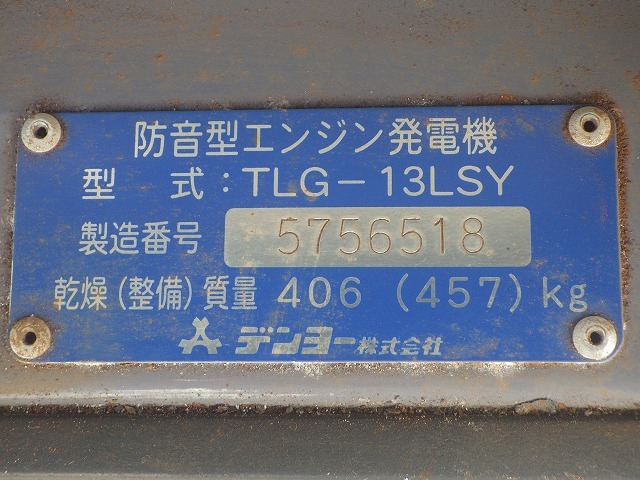 防音型エンジン発電機
型 式：TLG－13LSY
製造番号 5756518
乾燥（整備）質量 406（457）kg
デンヨー株式会社